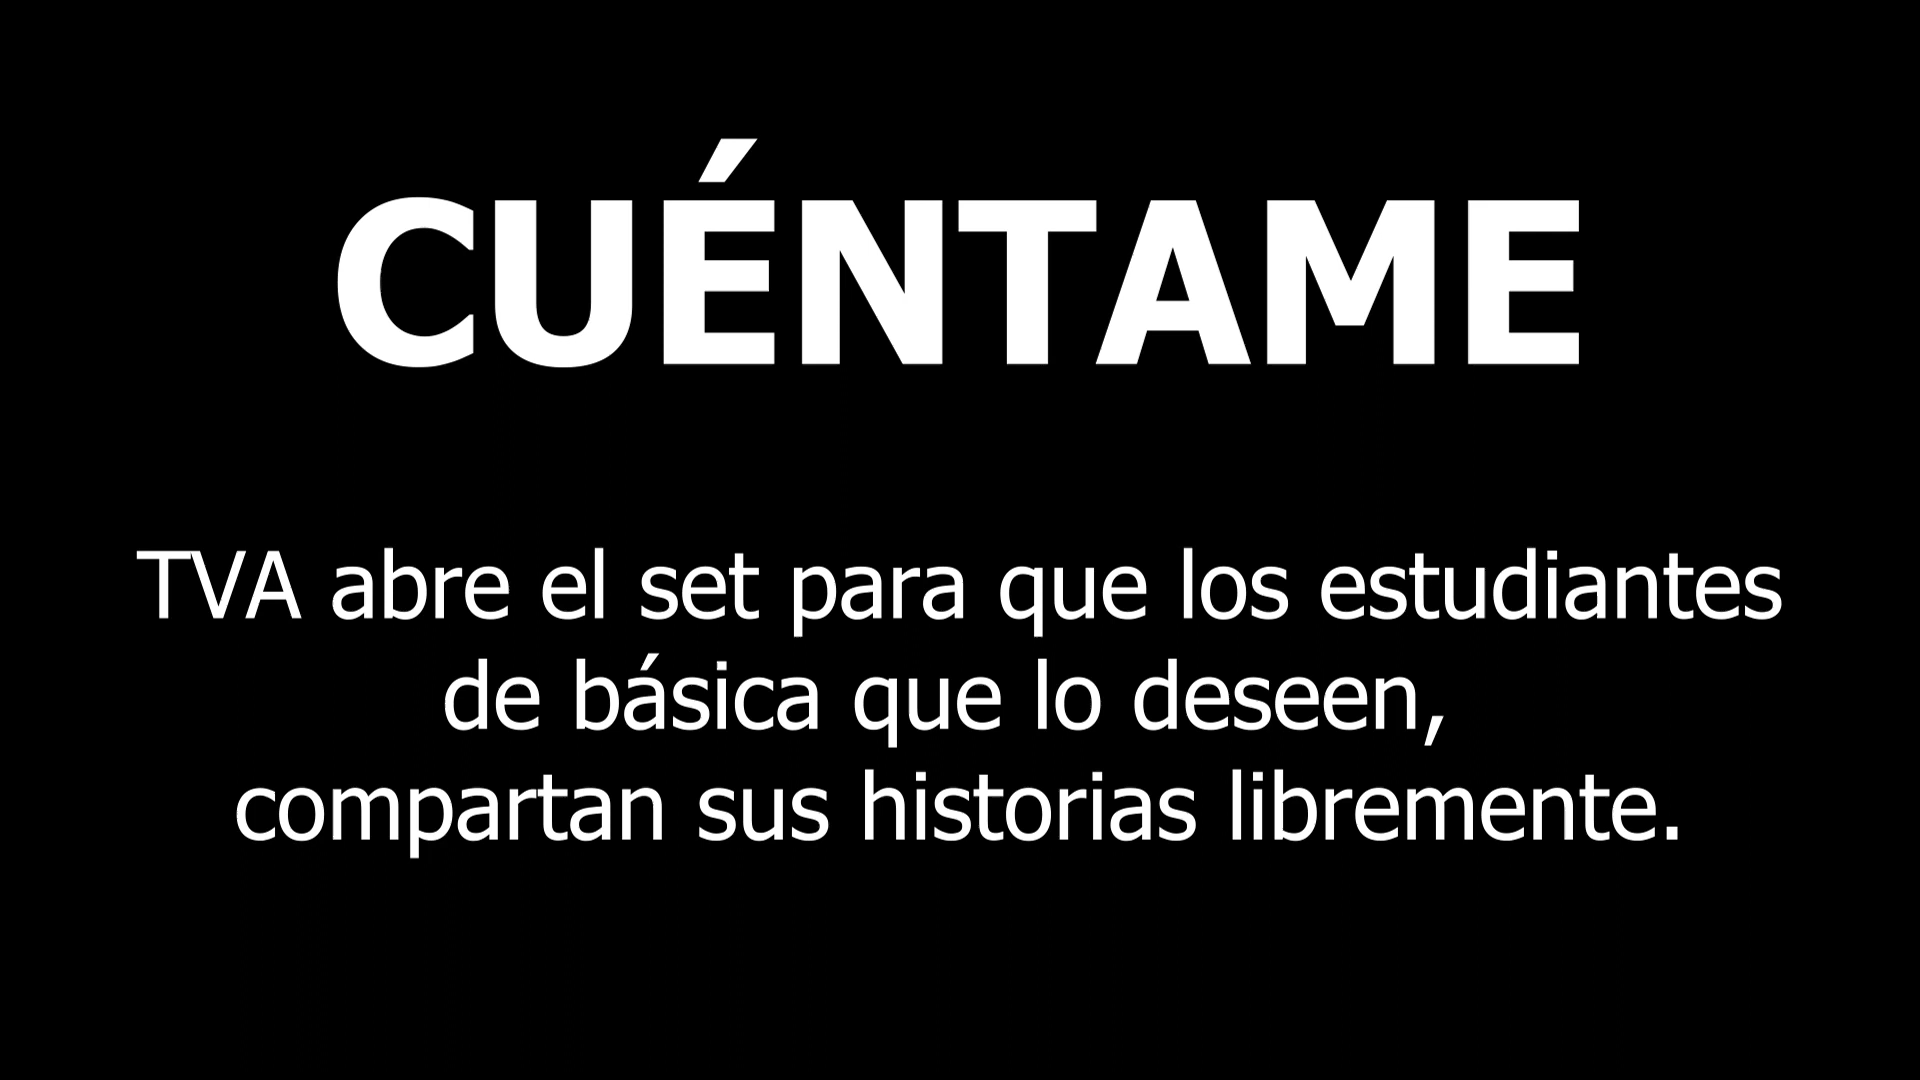 CUÉNTAME
TVA abre el set para que los estudiantes
de básica que lo deseen,
compartan sus historias libremente.